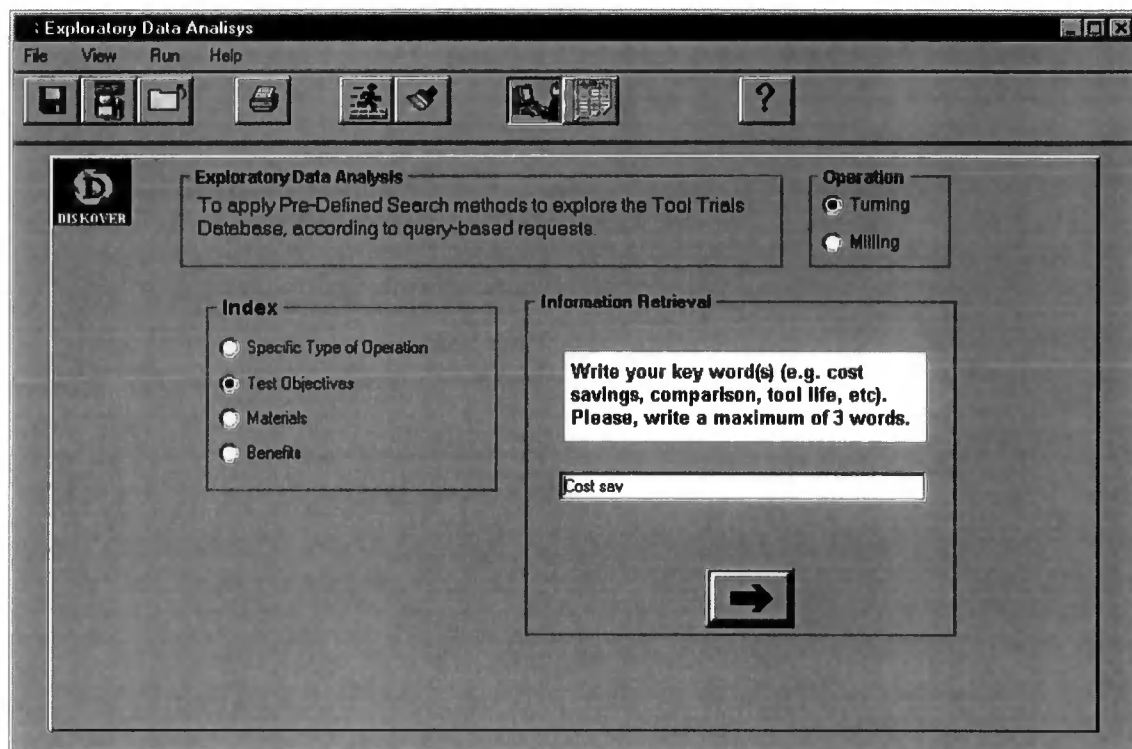 Exploratory Data Analisys
File View Run Help
?
D
DISKOVER
Exploratory Data Analysis
To apply Pre-Defined Search methods to explore the Tool Trials
Database, according to query-based requests.
Operation
Turning
Milling
Index
Specific Type of Operation
Test Objectives
Materials
Benefits
Information Retrieval
Write your key word(s) (e.g. cost
savings, comparison, tool life, etc).
Please, write a maximum of 3 words.
Cost sav